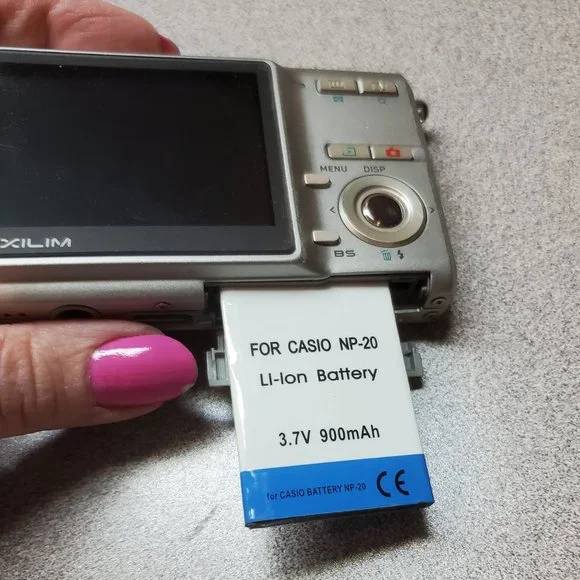 MENU DISP
XILIM
BS
FOR CASIO NP-20
LI-Ion Battery
3.7V 900mAh
for CASIO BATTERY NP-20 CE